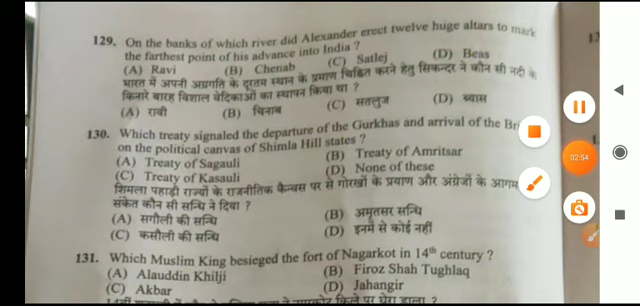 129. On the banks of which river did Alexander erect twelve huge altars to mark
the farthest point of his advance into India ?
(A) Ravi (B) Chenab (C) Satlej (D) Beas
भारत में अपनी अग्रगति के दूरतम स्थान के प्रमाण चिह्नित करने हेतु सिकन्दर ने कौन सी नदी के
किनारे बारह विशाल वेदिकाओं का स्थापन किया था ?
(A) रावी (B) चिनाब (C) सतलुज (D) ब्यास
130. Which treaty signaled the departure of the Gurkhas and arrival of the Br
on the political canvas of Shimla Hill states ?
(A) Treaty of Sagauli (B) Treaty of Amritsar
(C) Treaty of Kasauli (D) None of these
शिमला पहाड़ी राज्यों के राजनीतिक कैन्वस पर से गोरखों के प्रयाण और अंग्रेजों के आगम
संकेत कौन सी सन्धि ने दिया ?
(A) सगौली की सन्धि (B) अमृतसर सन्धि
(C) कसौली की सन्धि (D) इनमें से कोई नहीं
131. Which Muslim King besieged the fort of Nagarkot in 14th century ?
(A) Alauddin Khilji (B) Firoz Shah Tughlaq
(C) Akbar (D) Jahangir
02:54